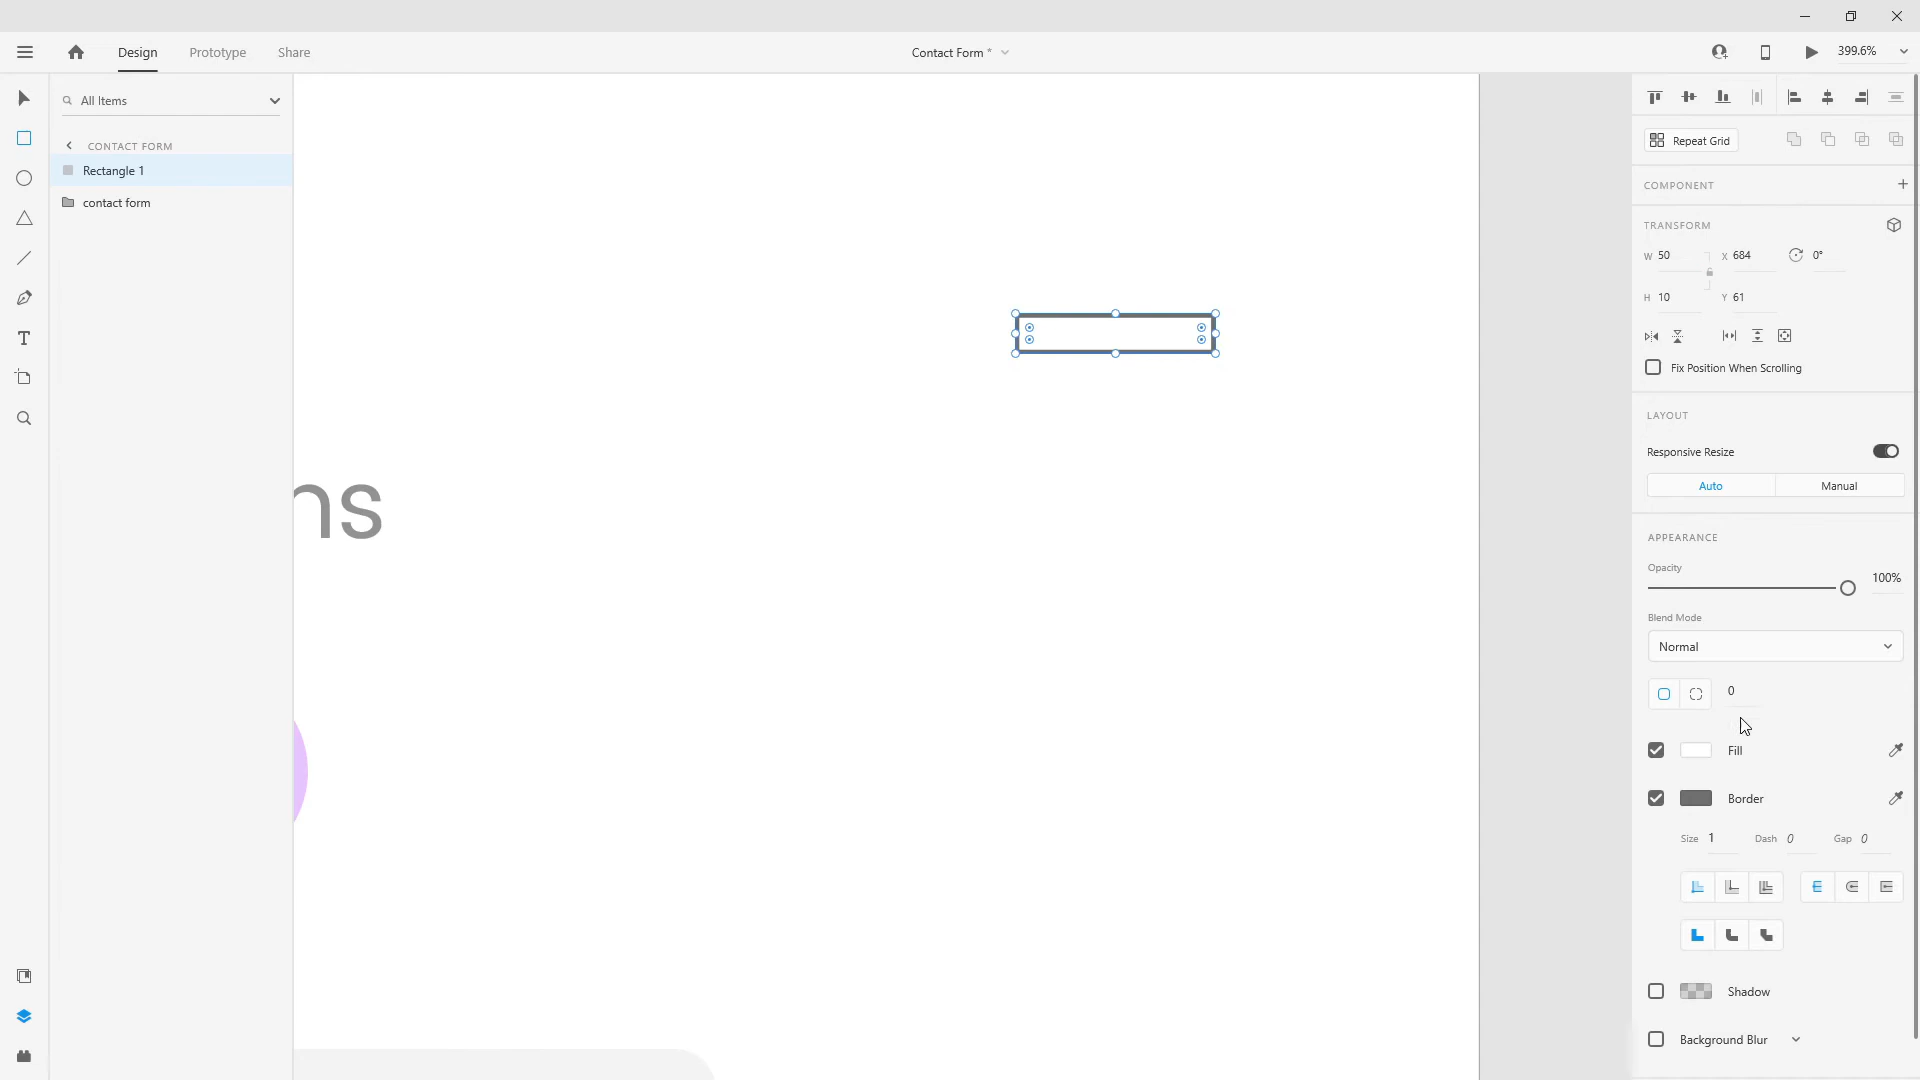 Design
Prototype
Share
Contact Form *
399.6%
All Items
CONTACT FORM
Rectangle 1
contact form
ns
Repeat Grid
COMPONENT
TRANSFORM
W 50
X 684
0°
H 10
Y 61
Fix Position When Scrolling
LAYOUT
Responsive Resize
Auto
Manual
APPEARANCE
Opacity
100%
Blend Mode
Normal
0
Fill
Border
Size 1
Dash 0
Gap 0
Shadow
Background Blur